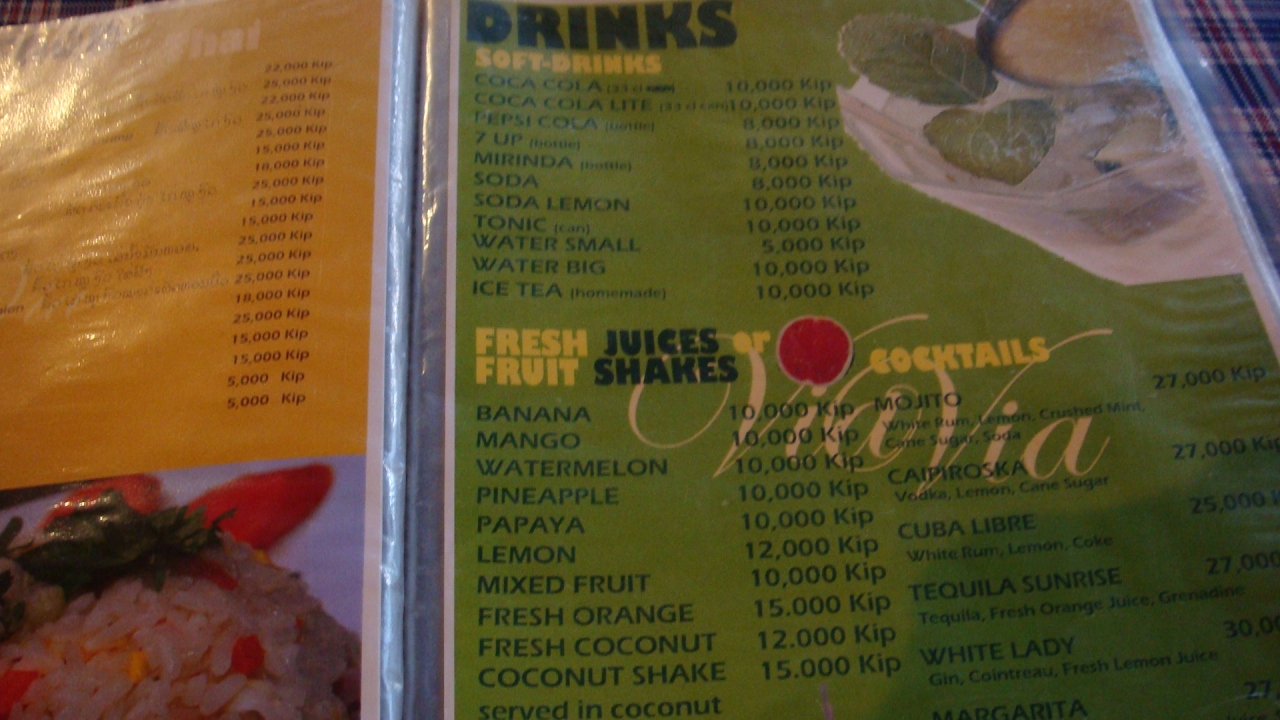 Thai
22,000 Kip
25,000 Kip
22,000 Kip
25,000 Kip
25,000 Kip
15,000 Kip
18,000 Kip
25,000 Kip
15,000 Kip
15,000 Kip
25,000 Kip
25,000 Kip
25,000 Kip
18,000 Kip
25,000 Kip
15,000 Kip
15,000 Kip
5,000 Kip
5,000 Kip
DRINKS
SOFT-DRINKS
COCA COLA 10,000 Kip
COCA COLA LITE (33 cl can) 10,000 Kip
PEPSI COLA (bottle) 8,000 Kip
7 UP (bottle) 8,000 Kip
MIRINDA (bottle) 8,000 Kip
SODA 8,000 Kip
SODA LEMON 10,000 Kip
TONIC (can) 10,000 Kip
WATER SMALL 5,000 Kip
WATER BIG 10,000 Kip
ICE TEA (homemade) 10,000 Kip
FRESH JUICES or
FRUIT SHAKES
BANANA 10,000 Kip
MANGO 10,000 Kip
WATERMELON 10,000 Kip
PINEAPPLE 10,000 Kip
PAPAYA 10,000 Kip
LEMON 12,000 Kip
MIXED FRUIT 10,000 Kip
FRESH ORANGE 15.000 Kip
FRESH COCONUT 12.000 Kip
COCONUT SHAKE 15.000 Kip
served in coconut
ViaVia
COCKTAILS
MOJITO 27,000 Kip
White Rum, Lemon, Crushed Mint,
Cane Sugar, Soda
CAIPIROSKA 27,000 Kip
Vodka, Lemon, Cane Sugar
CUBA LIBRE 25,000
White Rum, Lemon, Coke
TEQUILA SUNRISE 27,000
Tequila, Fresh Orange Juice, Grenadine
WHITE LADY 30,0
Gin, Cointreau, Fresh Lemon Juice
MARGARITA 27